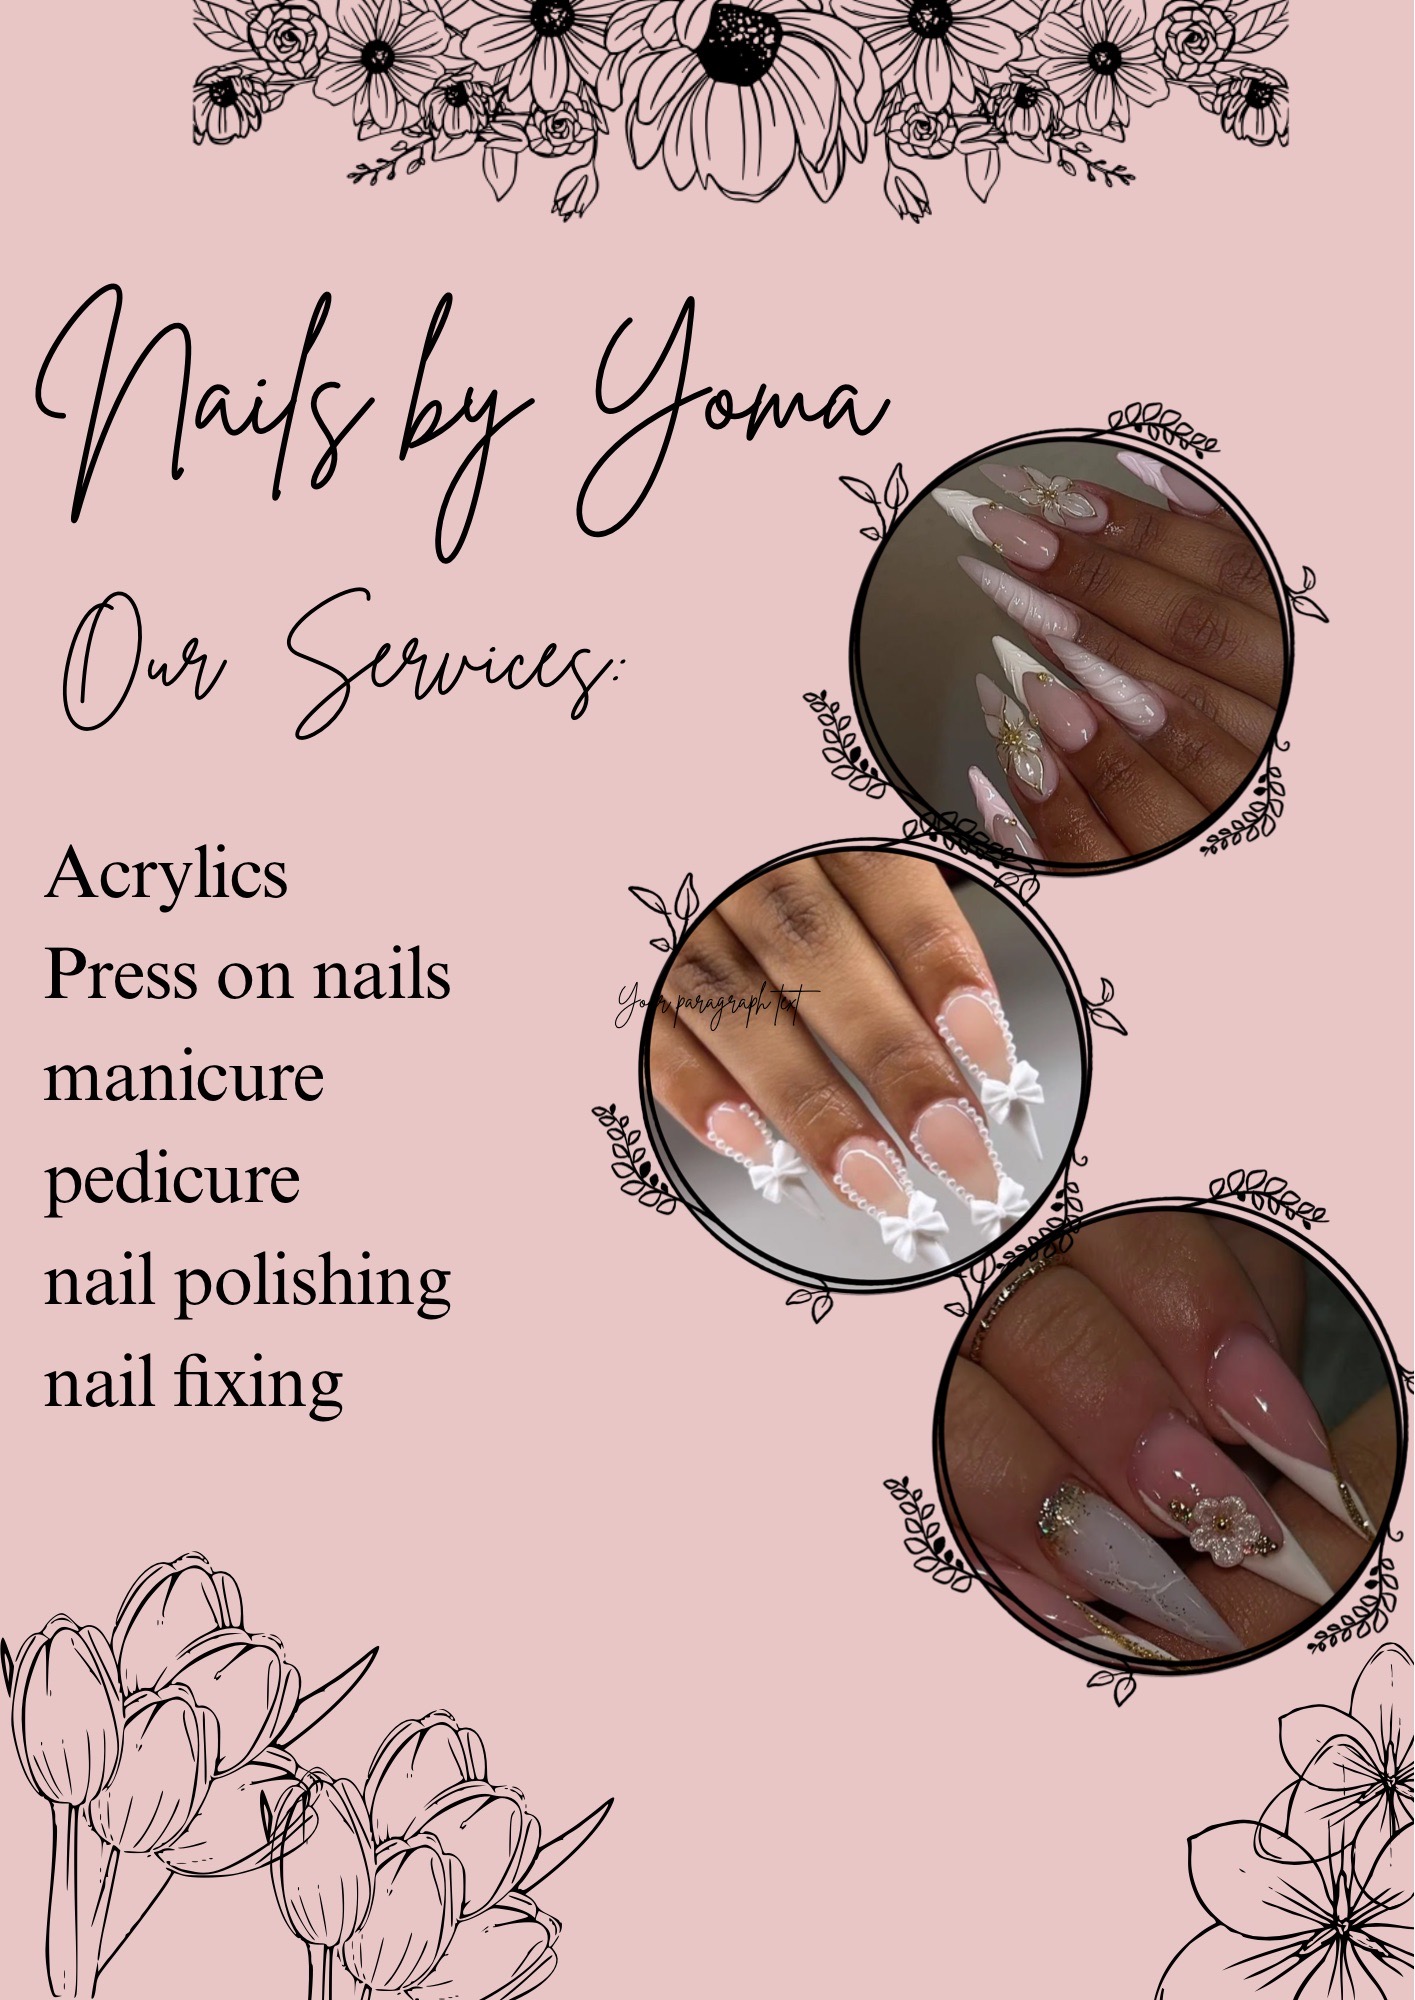 Nails by Yoma
Our Services:
Acrylics
Press on nails
manicure
pedicure
nail polishing
nail fixing
Your paragraph text